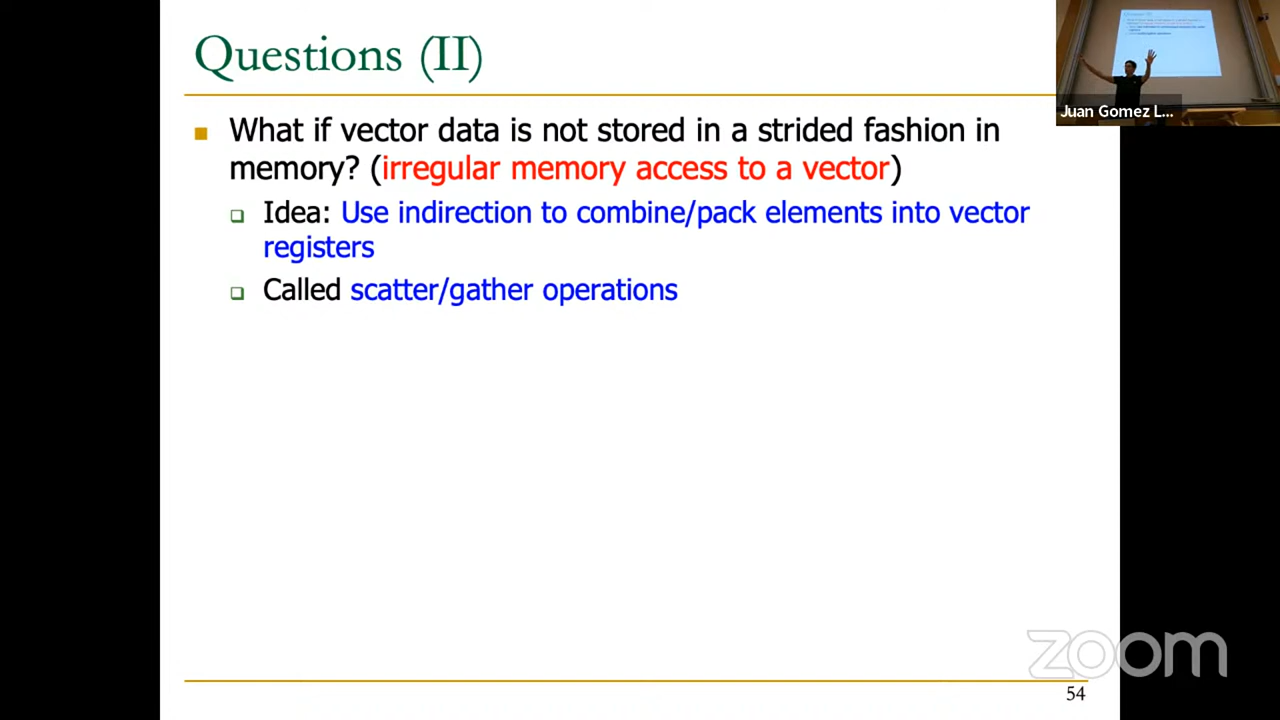 Questions (II)
Juan Gomez L...
What if vector data is not stored in a strided fashion in
memory? (irregular memory access to a vector)
Idea: Use indirection to combine/pack elements into vector
registers
Called scatter/gather operations
zoom
54